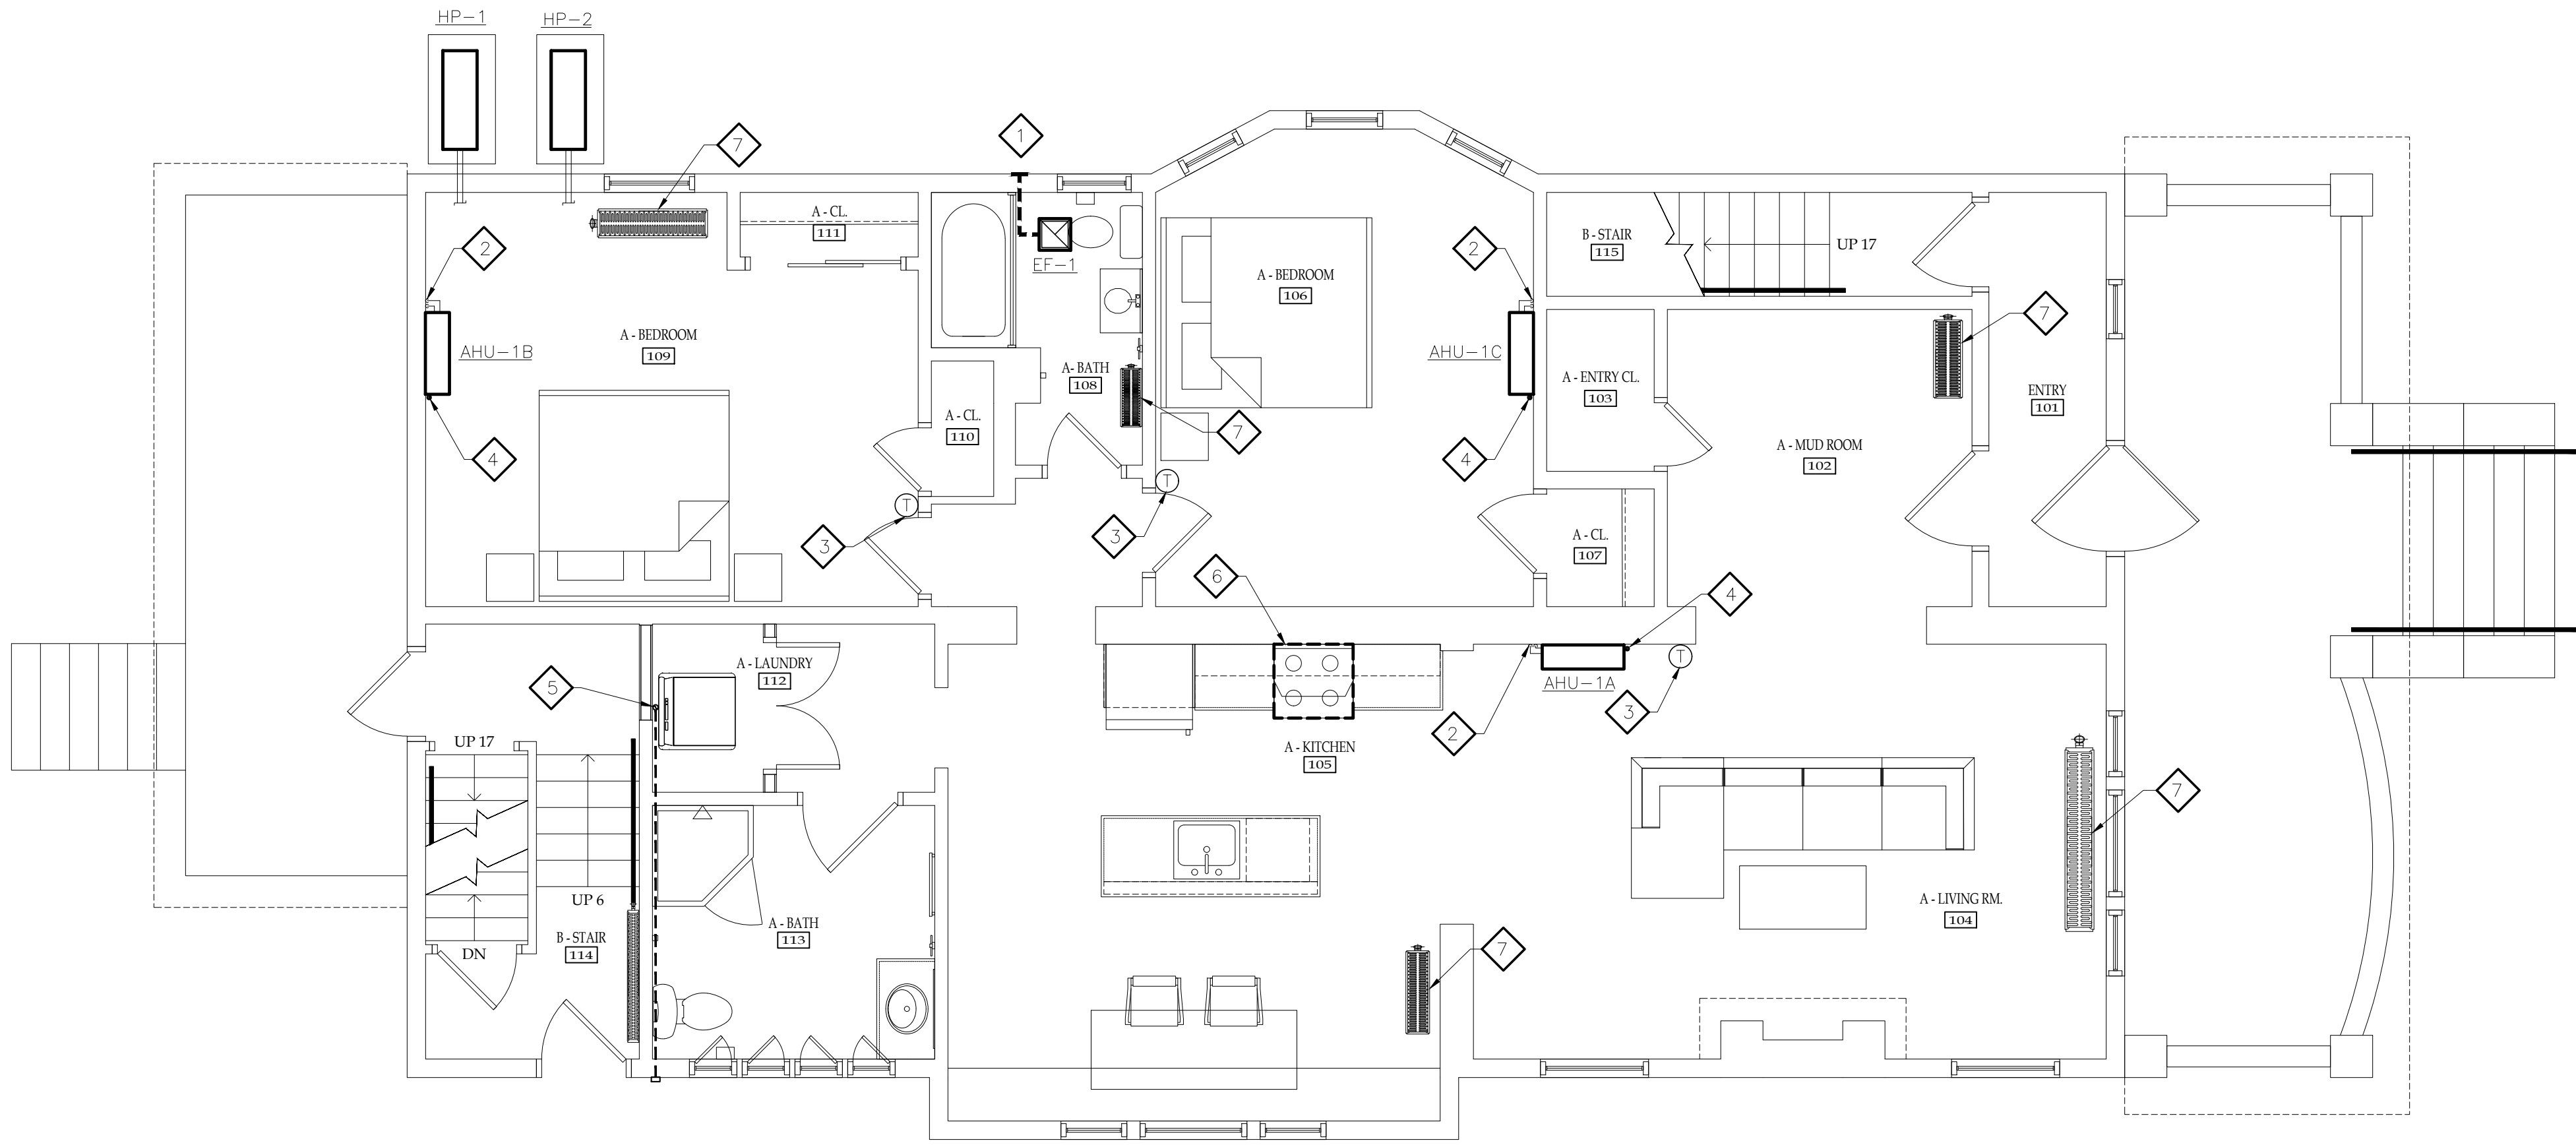 HP-1
HP-2
1
7
A - CL.
111
2
EF-1
2
B - STAIR
115
UP 17
A - BEDROOM
106
7
A - BEDROOM
109
AHU-1B
AHU-1C
A- BATH
108
A - ENTRY CL.
103
ENTRY
101
A - CL.
110
7
4
4
A - MUD ROOM
102
T
T
3
3
A - CL.
107
6
4
A - LAUNDRY
112
T
5
AHU-1A
3
2
UP 17
A - KITCHEN
105
7
UP 6
A - LIVING RM.
104
A - BATH
113
B - STAIR
114
DN
7